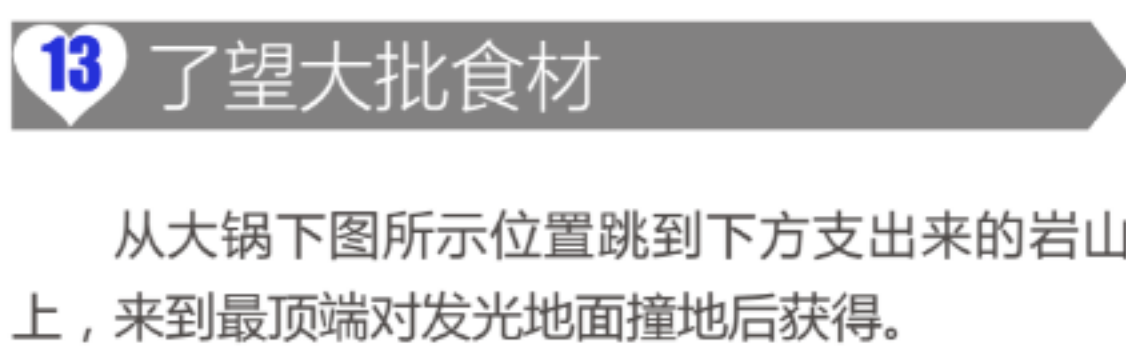 13 了望大批食材
从大锅下图所示位置跳到下方支出来的岩山
上，来到最顶端对发光地面撞地后获得。